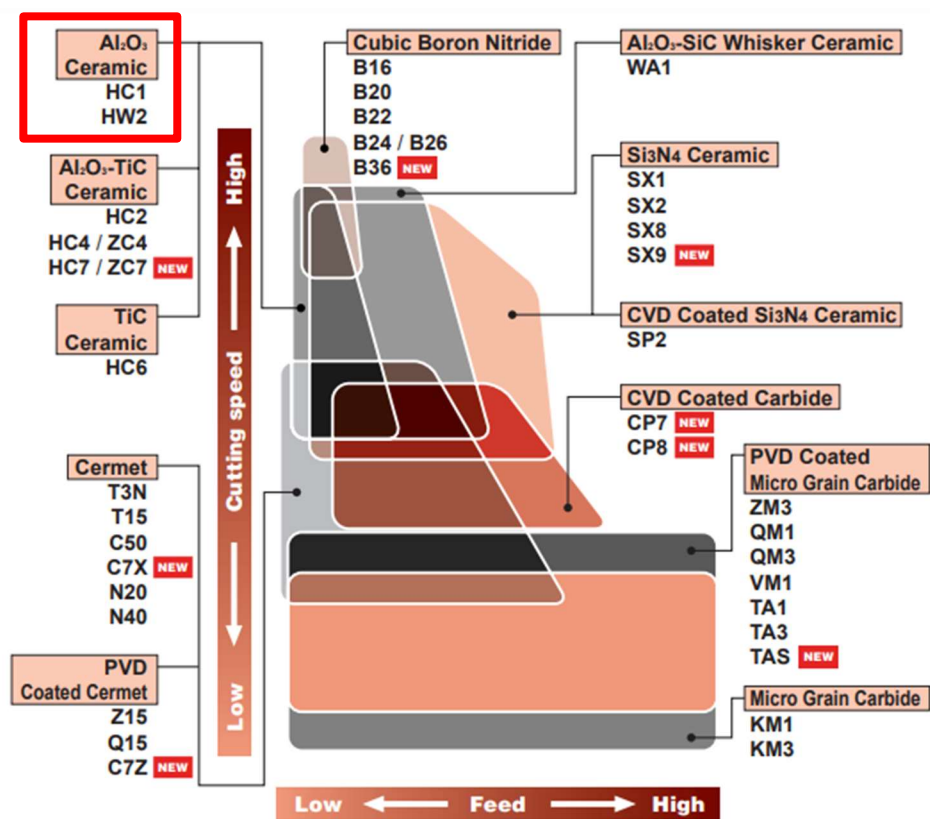 Al₂O₃
Ceramic
HC1
HW2
Al₂O₃-TiC
Ceramic
HC2
HC4 / ZC4
HC7 / ZC7 NEW
TiC
Ceramic
HC6
Cermet
T3N
T15
C50
C7X NEW
N20
N40
PVD
Coated Cermet
Z15
Q15
C7Z NEW
High
Cutting speed
Low
Cubic Boron Nitride
B16
B20
B22
B24 / B26
B36 NEW
Al₂O₃-SiC Whisker Ceramic
WA1
Si₃N₄ Ceramic
SX1
SX2
SX8
SX9 NEW
CVD Coated Si₃N₄ Ceramic
SP2
CVD Coated Carbide
CP7 NEW
CP8 NEW
PVD Coated
Micro Grain Carbide
ZM3
QM1
QM3
VM1
TA1
TA3
TAS NEW
Micro Grain Carbide
KM1
KM3
Low Feed High